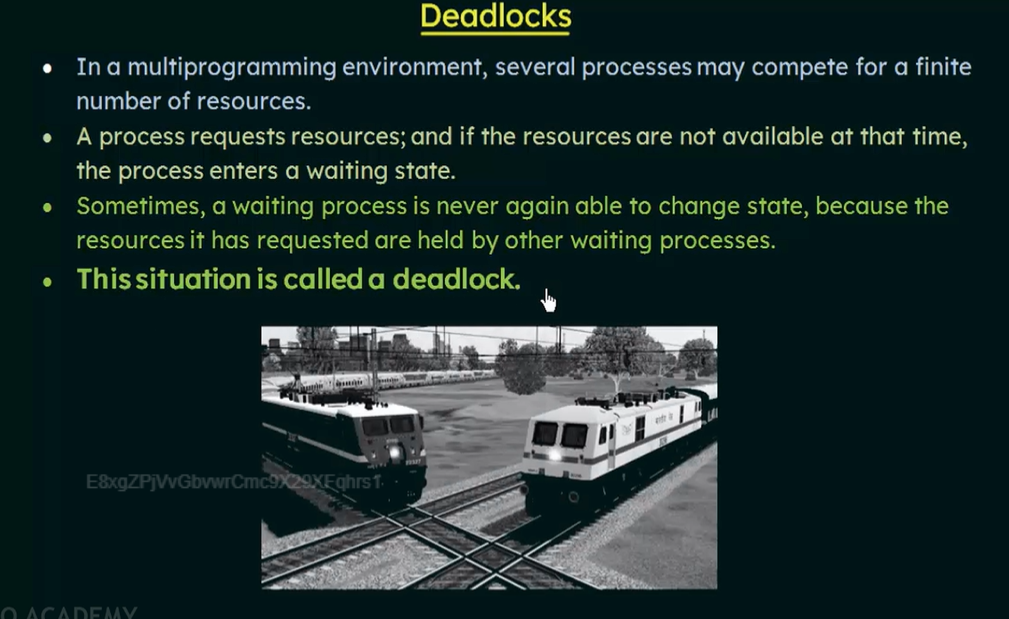 Deadlocks
• In a multiprogramming environment, several processes may compete for a finite
number of resources.
• A process requests resources; and if the resources are not available at that time,
the process enters a waiting state.
• Sometimes, a waiting process is never again able to change state, because the
resources it has requested are held by other waiting processes.
• This situation is called a deadlock.
E8xgZPjVvGbvwrCmc9X29XFqhrs1
O ACADEMY